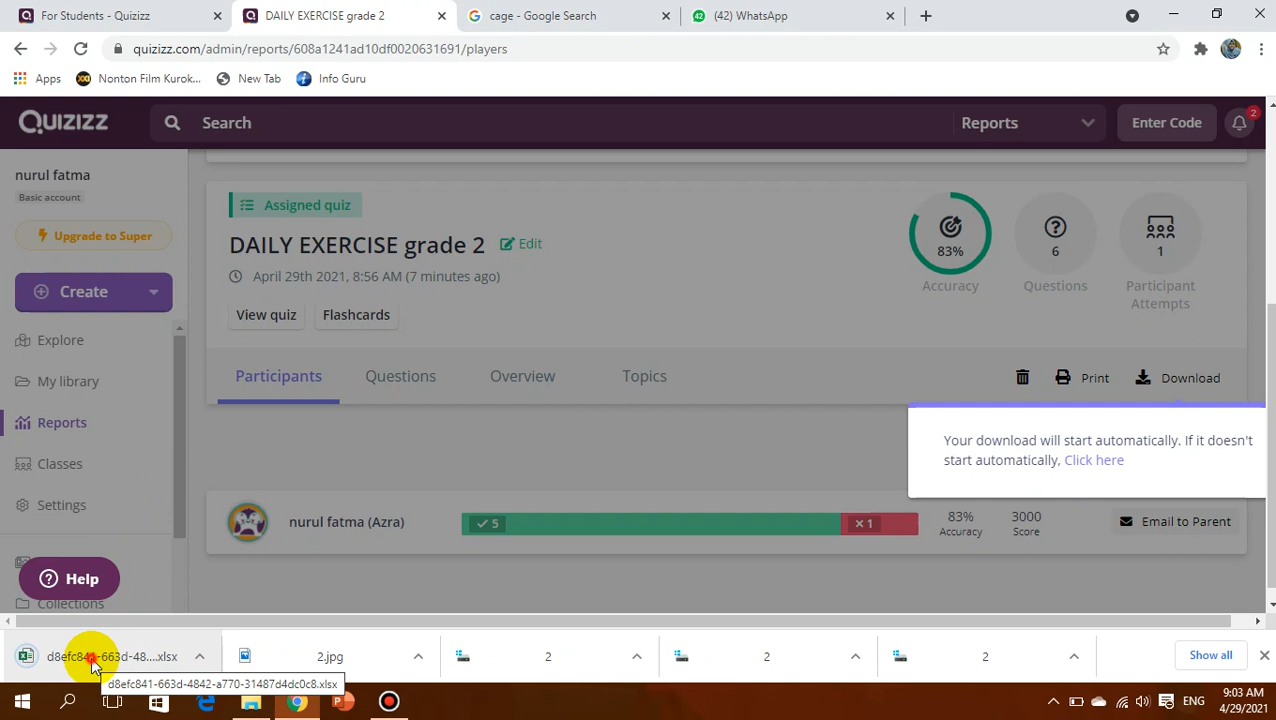 For Students - Quizizz
DAILY EXERCISE grade 2
cage - Google Search
(42) WhatsApp
quizizz.com/admin/reports/608a1241ad10df0020631691/players
Apps
Nonton Film Kurok...
New Tab
Info Guru
QUIZIZZ
Search
Reports
Enter Code
2
nurul fatma
Basic account
Upgrade to Super
Create
Explore
My library
Reports
Classes
Settings
Collections
Help
Assigned quiz
DAILY EXERCISE grade 2
Edit
April 29th 2021, 8:56 AM (7 minutes ago)
83%
Accuracy
6
Questions
1
Participant
Attempts
View quiz
Flashcards
Participants
Questions
Overview
Topics
Print
Download
Your download will start automatically. If it doesn't
start automatically, Click here
nurul fatma (Azra)
5
1
83%
Accuracy
3000
Score
Email to Parent
d8efc841-663d-48....xlsx
2.jpg
2
2
2
Show all
d8efc841-663d-4842-a770-31487d4dc0c8.xlsx
ENG
9:03 AM
4/29/2021